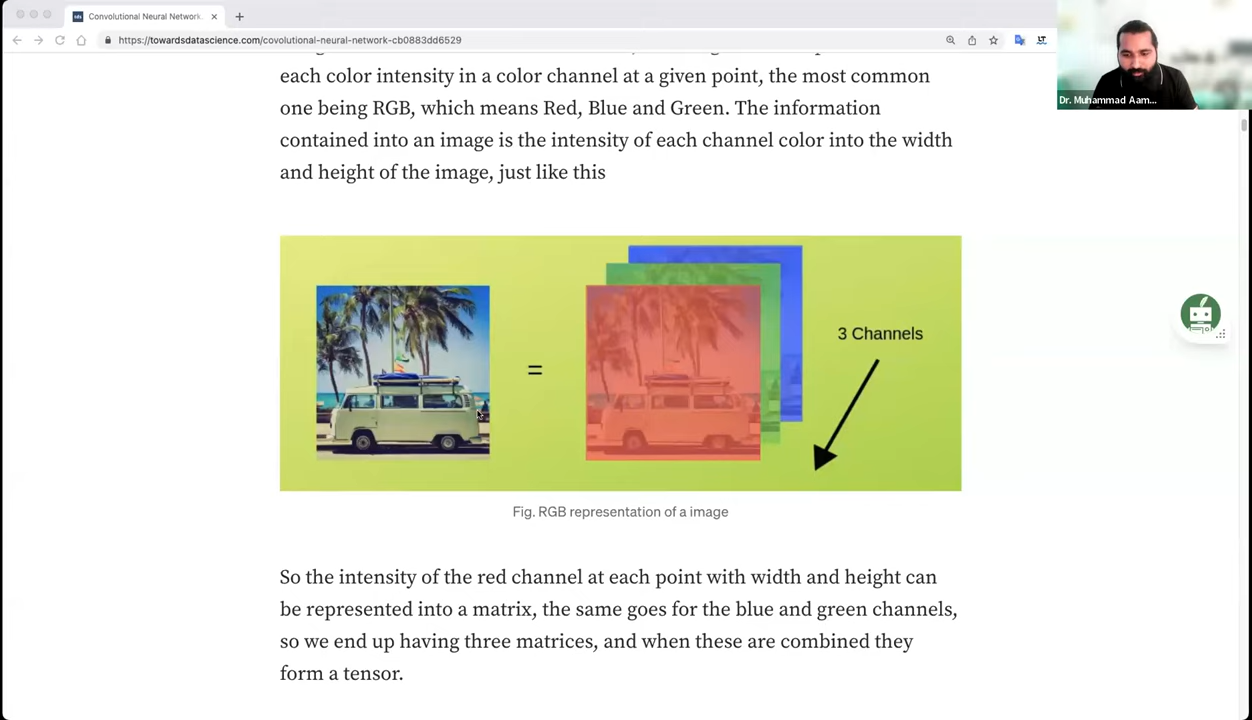 Convolutional Neural Network.
https://towardsdatascience.com/covolutional-neural-network-cb0883dd6529
each color intensity in a color channel at a given point, the most common
one being RGB, which means Red, Blue and Green. The information
contained into an image is the intensity of each channel color into the width
and height of the image, just like this
Dr. Muhammad Aam...
=
3 Channels
Fig. RGB representation of a image
So the intensity of the red channel at each point with width and height can
be represented into a matrix, the same goes for the blue and green channels,
so we end up having three matrices, and when these are combined they
form a tensor.